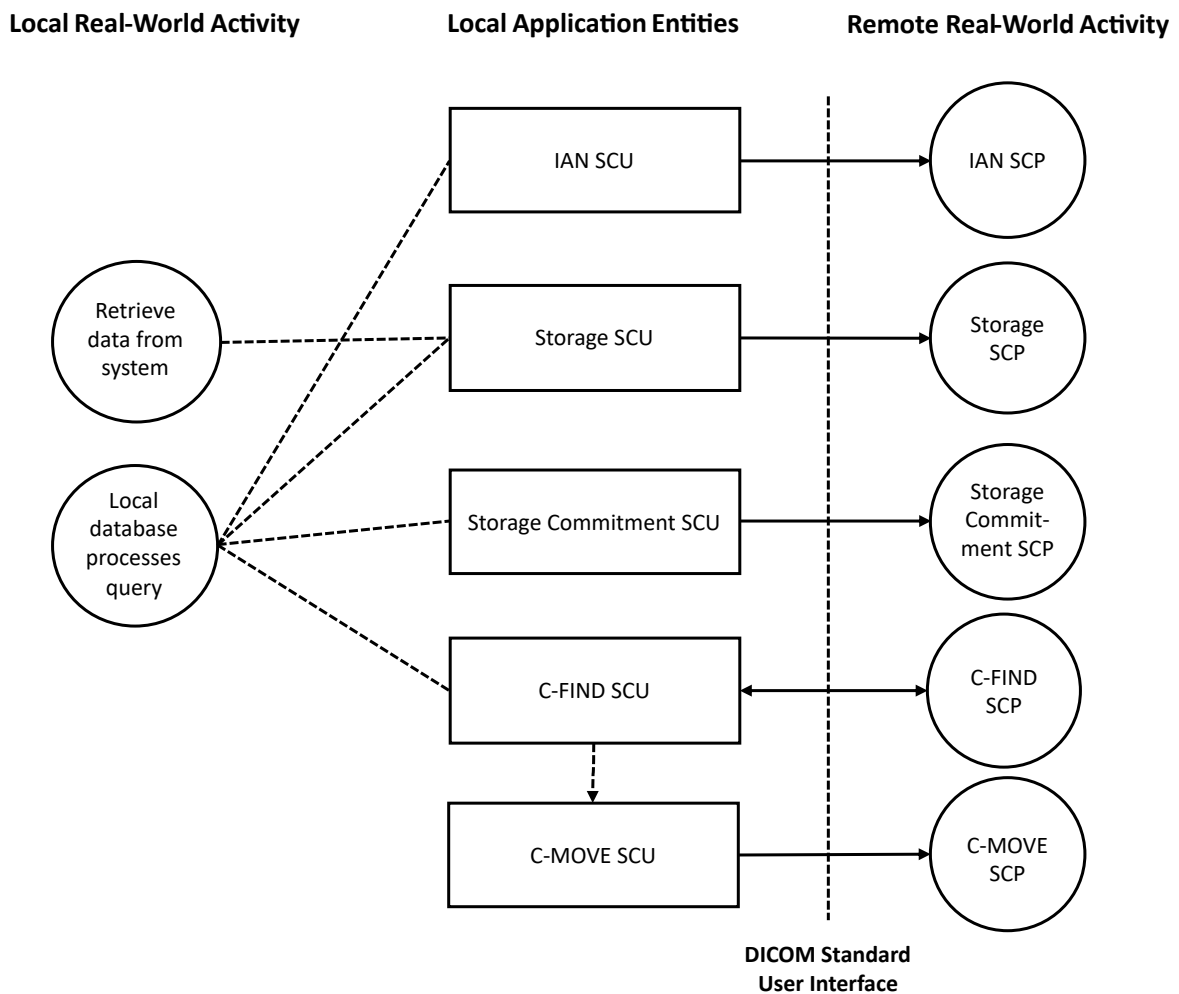 Local Real-World Activity
Local Application Entities
Remote Real-World Activity
IAN SCU
IAN SCP
Retrieve
data from
system
Storage SCU
Storage
SCP
Local
database
processes
query
Storage Commitment SCU
Storage
Commit-
ment SCP
C-FIND SCU
C-FIND
SCP
C-MOVE SCU
C-MOVE
SCP
DICOM Standard
User Interface